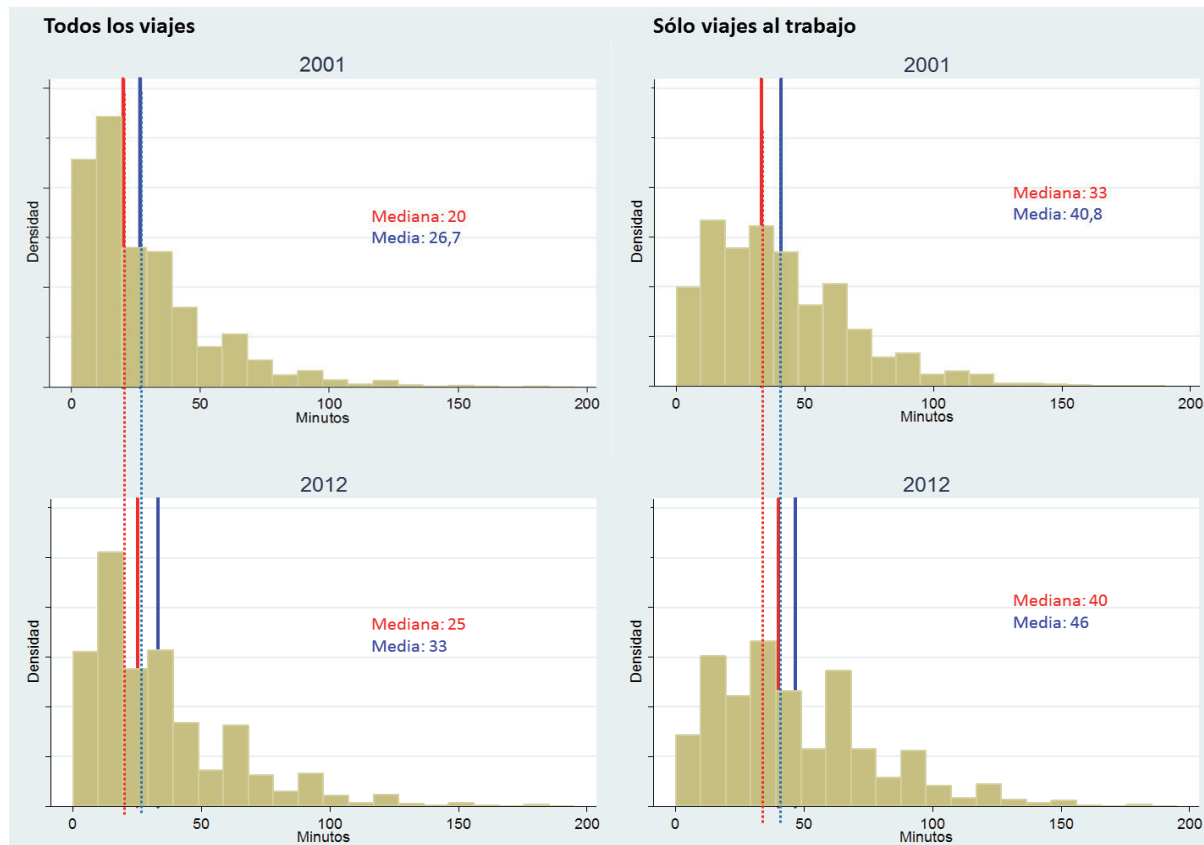 Todos los viajes
2001
Densidad
Mediana: 20
Media: 26,7
0 50 100 150 200
Minutos
Sólo viajes al trabajo
2001
Densidad
Mediana: 33
Media: 40,8
0 50 100 150 200
Minutos
2012
Densidad
Mediana: 25
Media: 33
0 50 100 150 200
Minutos
2012
Densidad
Mediana: 40
Media: 46
0 50 100 150 200
Minutos